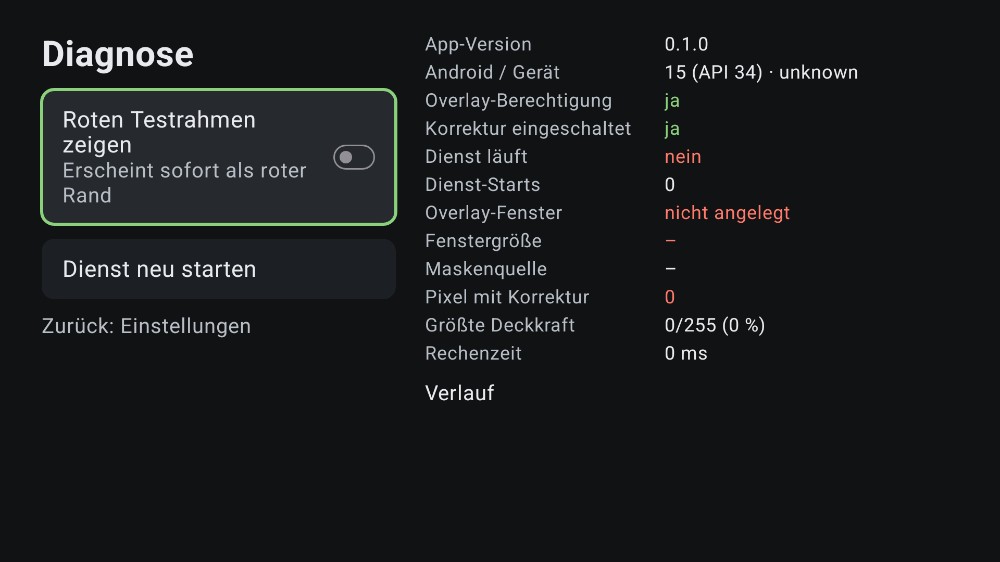 Diagnose
Roten Testrahmen
zeigen
Erscheint sofort als roter
Rand
Dienst neu starten
Zurück: Einstellungen
App-Version 0.1.0
Android / Gerät 15 (API 34) · unknown
Overlay-Berechtigung ja
Korrektur eingeschaltet ja
Dienst läuft nein
Dienst-Starts 0
Overlay-Fenster nicht angelegt
Fenstergröße –
Maskenquelle –
Pixel mit Korrektur 0
Größte Deckkraft 0/255 (0 %)
Rechenzeit 0 ms
Verlauf